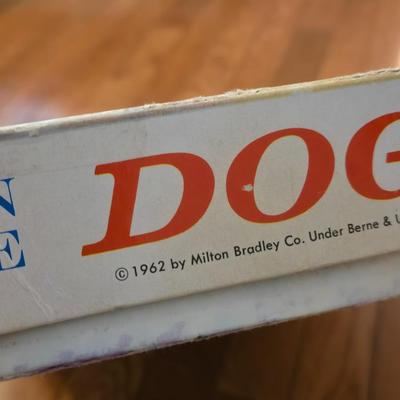 N
E
DOG
© 1962 by Milton Bradley Co. Under Berne & U